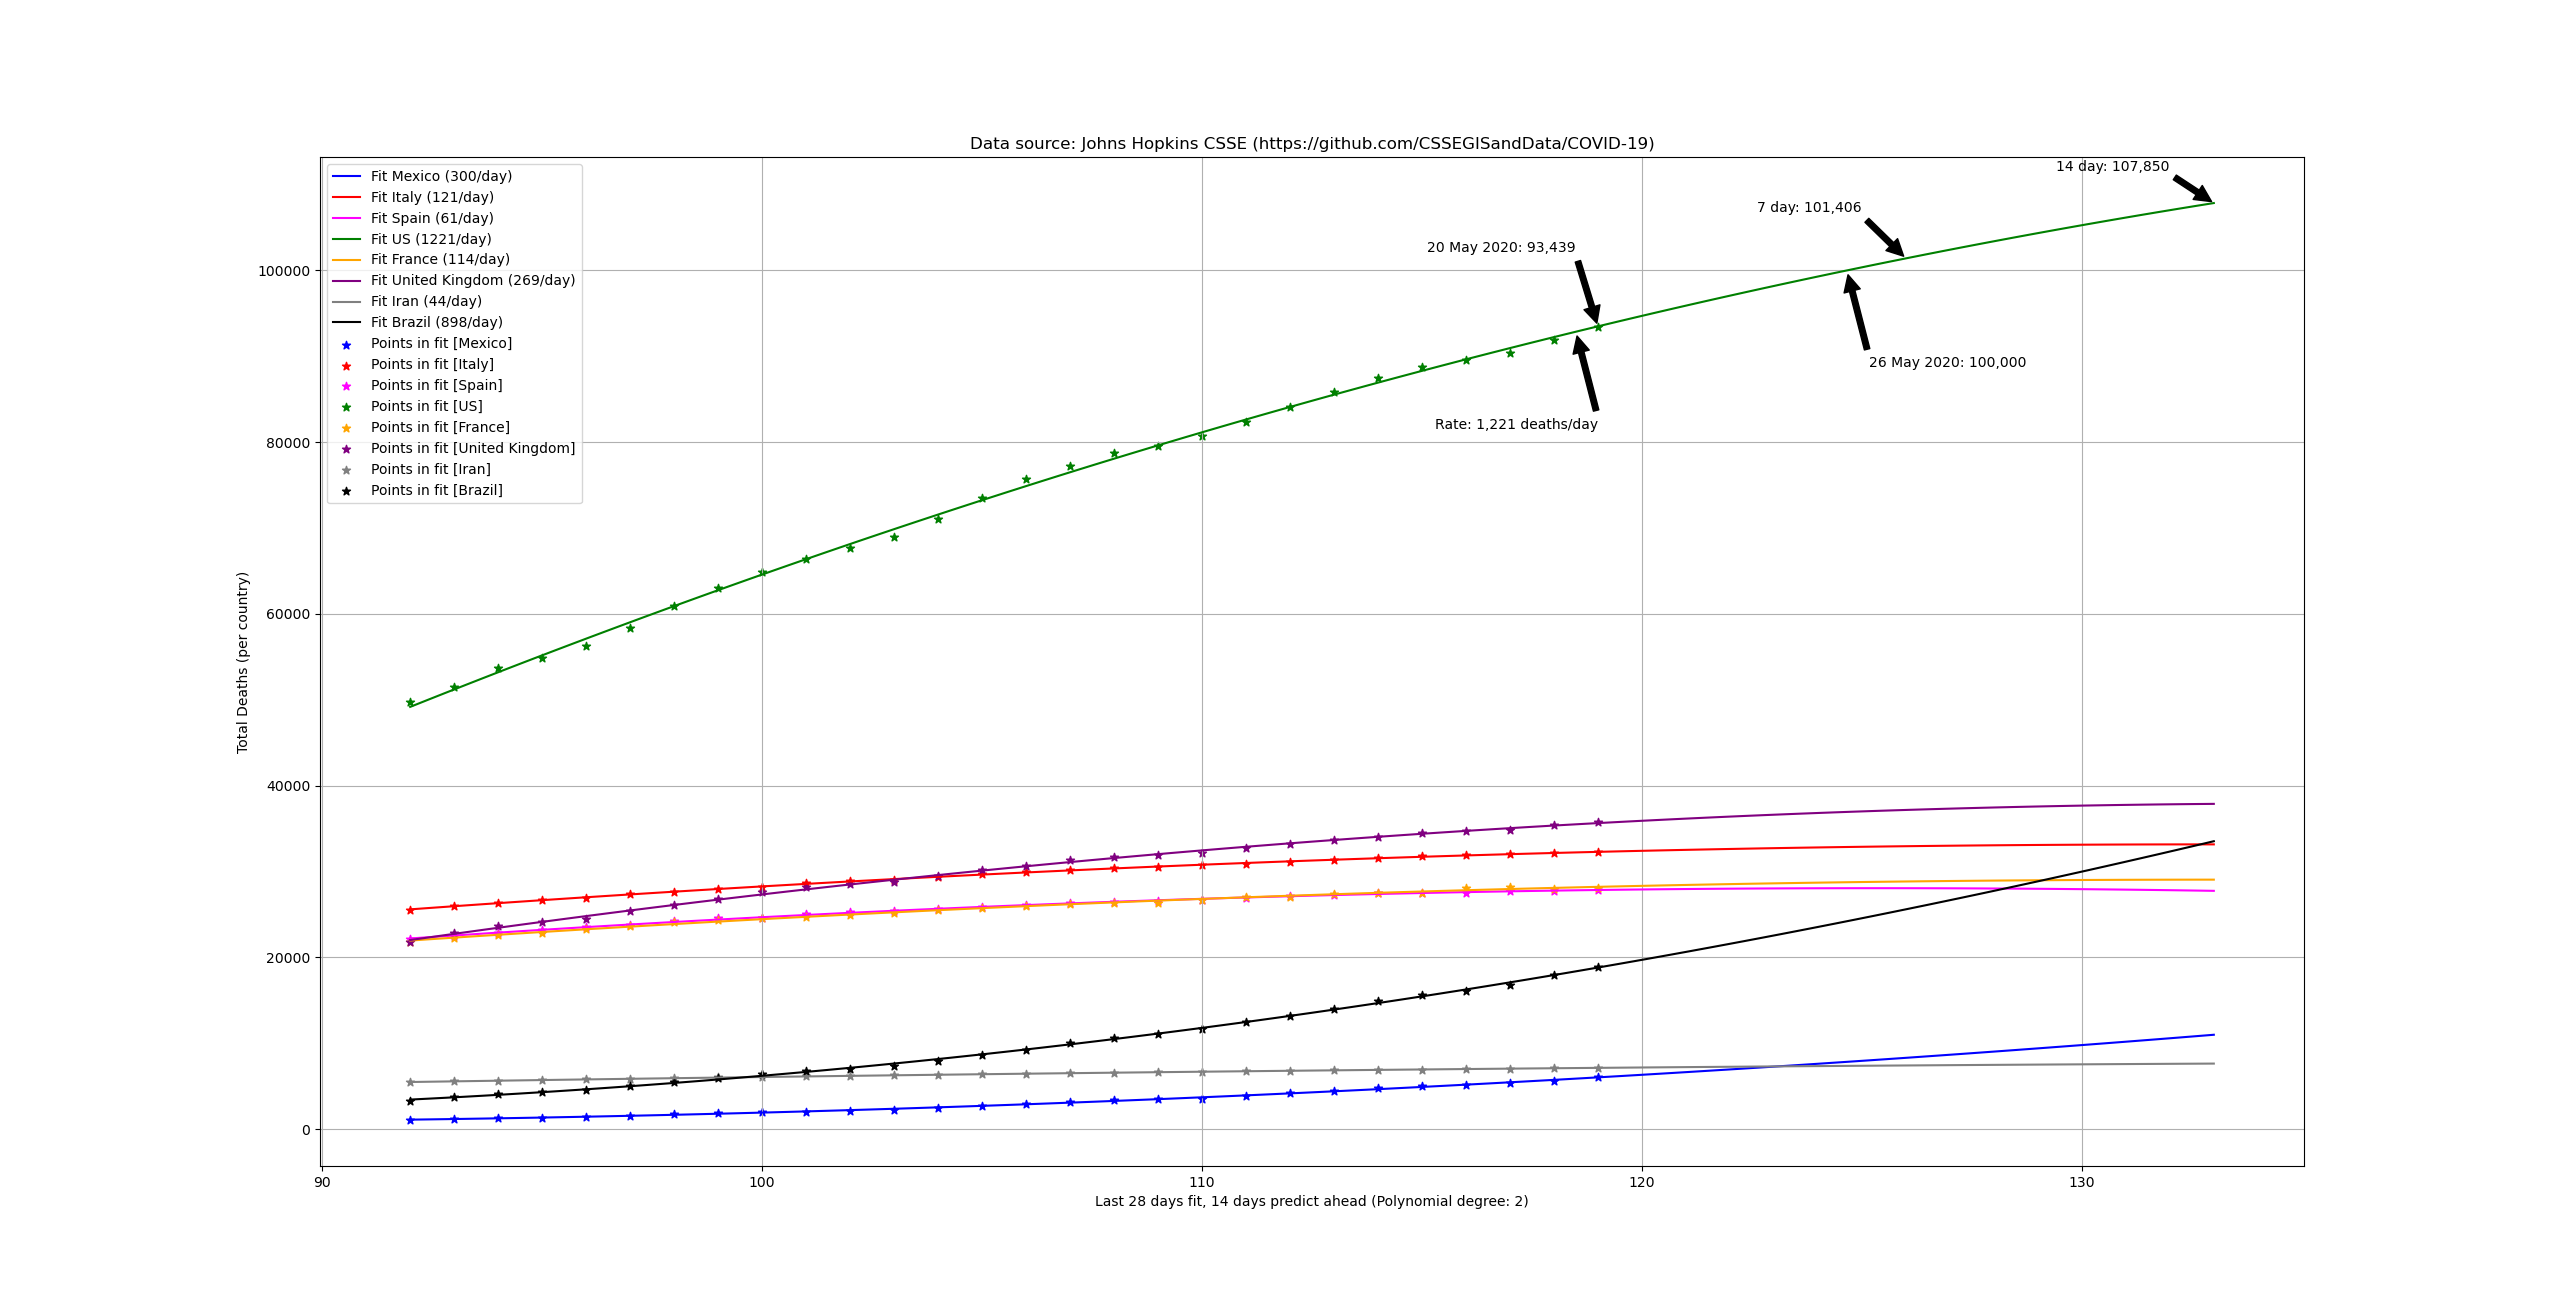 Data source: Johns Hopkins CSSE (https://github.com/CSSEGISandData/COVID-19)
Fit Mexico (300/day)
Fit Italy (121/day)
Fit Spain (61/day)
Fit US (1221/day)
Fit France (114/day)
Fit United Kingdom (269/day)
Fit Iran (44/day)
Fit Brazil (898/day)
Points in fit [Mexico]
Points in fit [Italy]
Points in fit [Spain]
Points in fit [US]
Points in fit [France]
Points in fit [United Kingdom]
Points in fit [Iran]
Points in fit [Brazil]
14 day: 107,850
7 day: 101,406
20 May 2020: 93,439
26 May 2020: 100,000
Rate: 1,221 deaths/day
Total Deaths (per country)
100000
80000
60000
40000
20000
0
90
100
110
120
130
Last 28 days fit, 14 days predict ahead (Polynomial degree: 2)